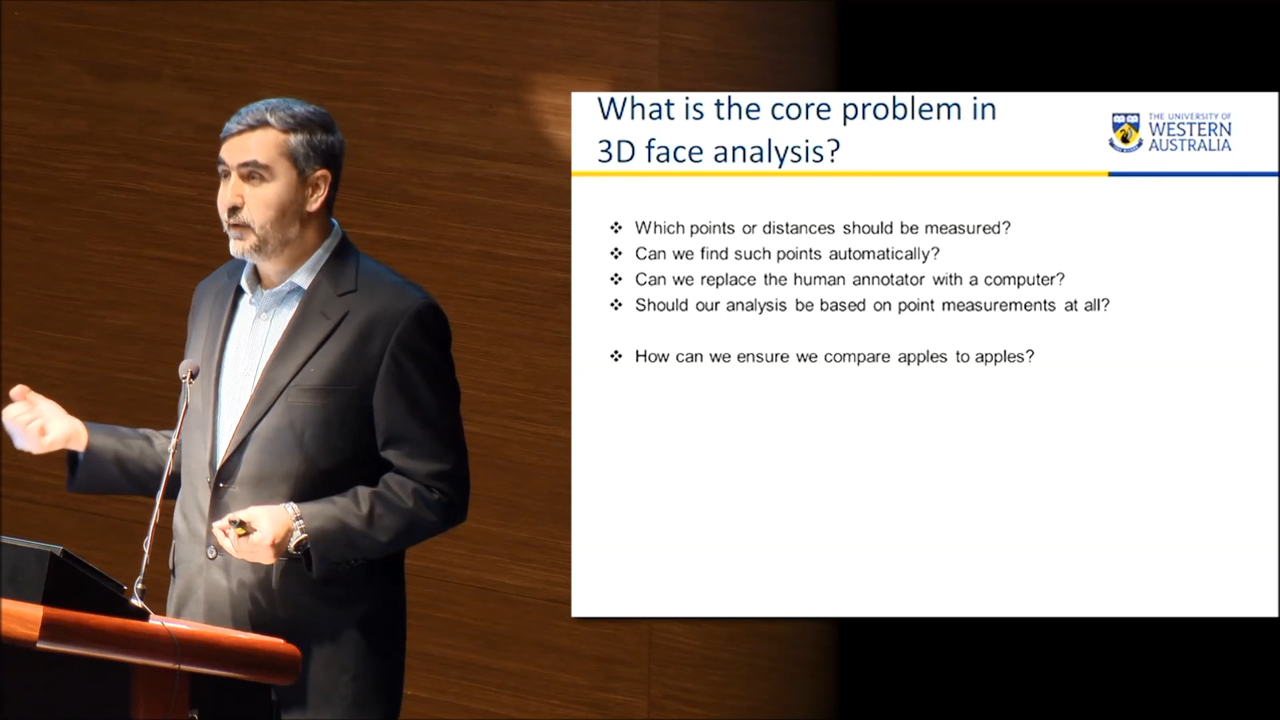 What is the core problem in
3D face analysis?
THE UNIVERSITY OF
WESTERN
AUSTRALIA
❖ Which points or distances should be measured?
❖ Can we find such points automatically?
❖ Can we replace the human annotator with a computer?
❖ Should our analysis be based on point measurements at all?
❖ How can we ensure we compare apples to apples?